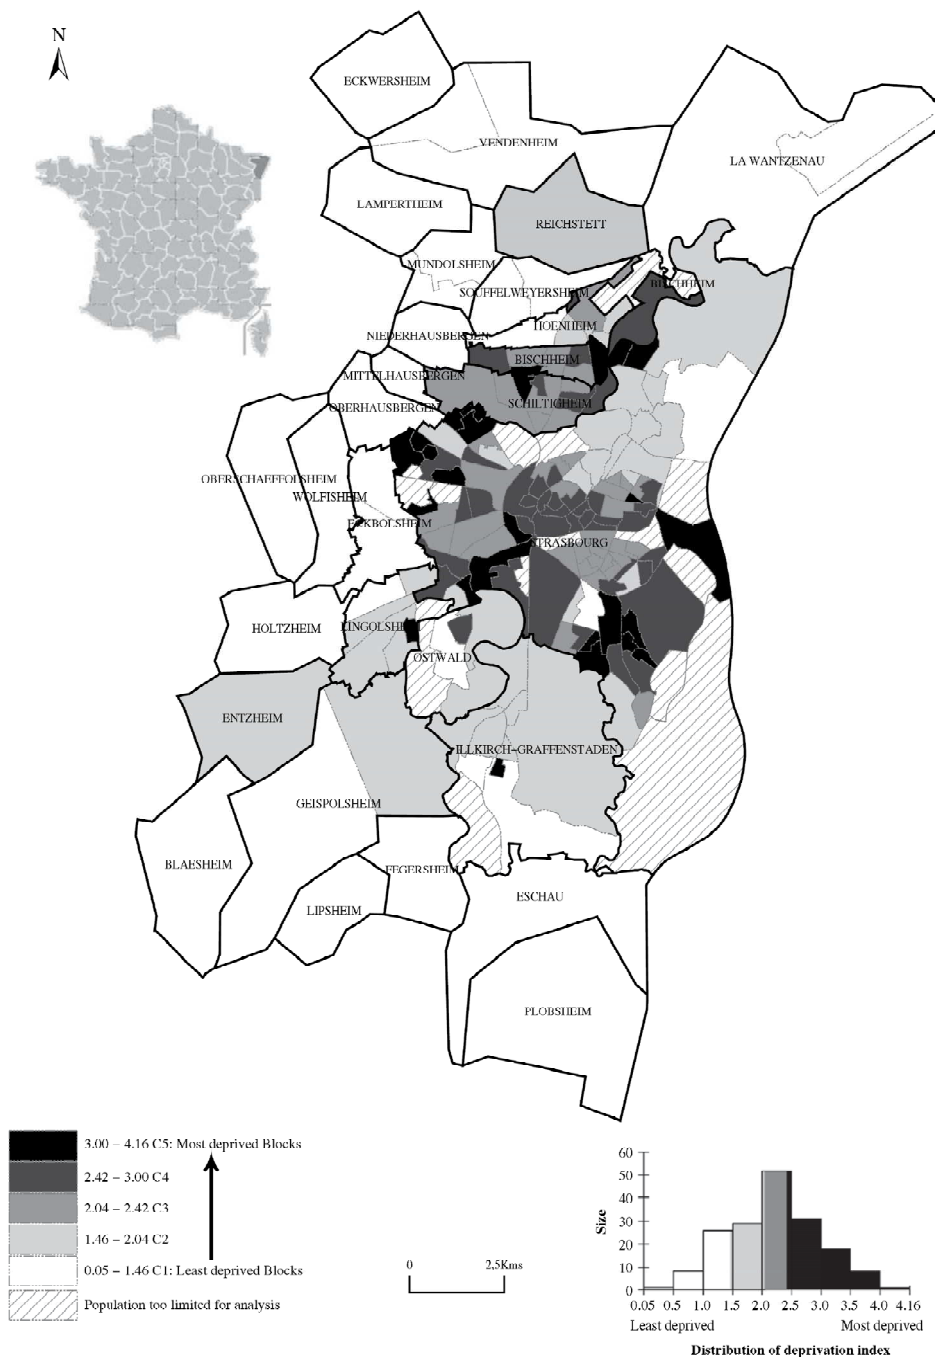 N
ECKWERSHEIM
VENDENHEIM
LA WANTZENAU
LAMPERTHEIM
REICHSTETT
MUNDOLSHEIM
BISCHHEIM
SOUFFELWEYERSHEIM
HOENHEIM
NIEDERHAUSBERGEN
BISCHHEIM
MITTELHAUSBERGEN
SCHILTIGHEIM
OBERHAUSBERGEN
OBERSCHAEFFOLSHEIM
WOLFISHEIM
ECKBOLSHEIM
STRASBOURG
HOLTZHEIM
LINGOLSHEIM
OSTWALD
ENTZHEIM
ILLKIRCH-GRAFFENSTADEN
GEISPOLSHEIM
BLAESHEIM
FEGERSHEIM
ESCHAU
LIPSHEIM
PLOBSHEIM
3.00 – 4.16 C5: Most deprived Blocks
2.42 – 3.00 C4
2.04 – 2.42 C3
1.46 – 2.04 C2
0.05 – 1.46 C1: Least deprived Blocks
Population too limited for analysis
0 2,5Kms
60
50
40
30
20
10
0
Size
0.05 0.5 1.0 1.5 2.0 2.5 3.0 3.5 4.0 4.16
Least deprived Most deprived
Distribution of deprivation index